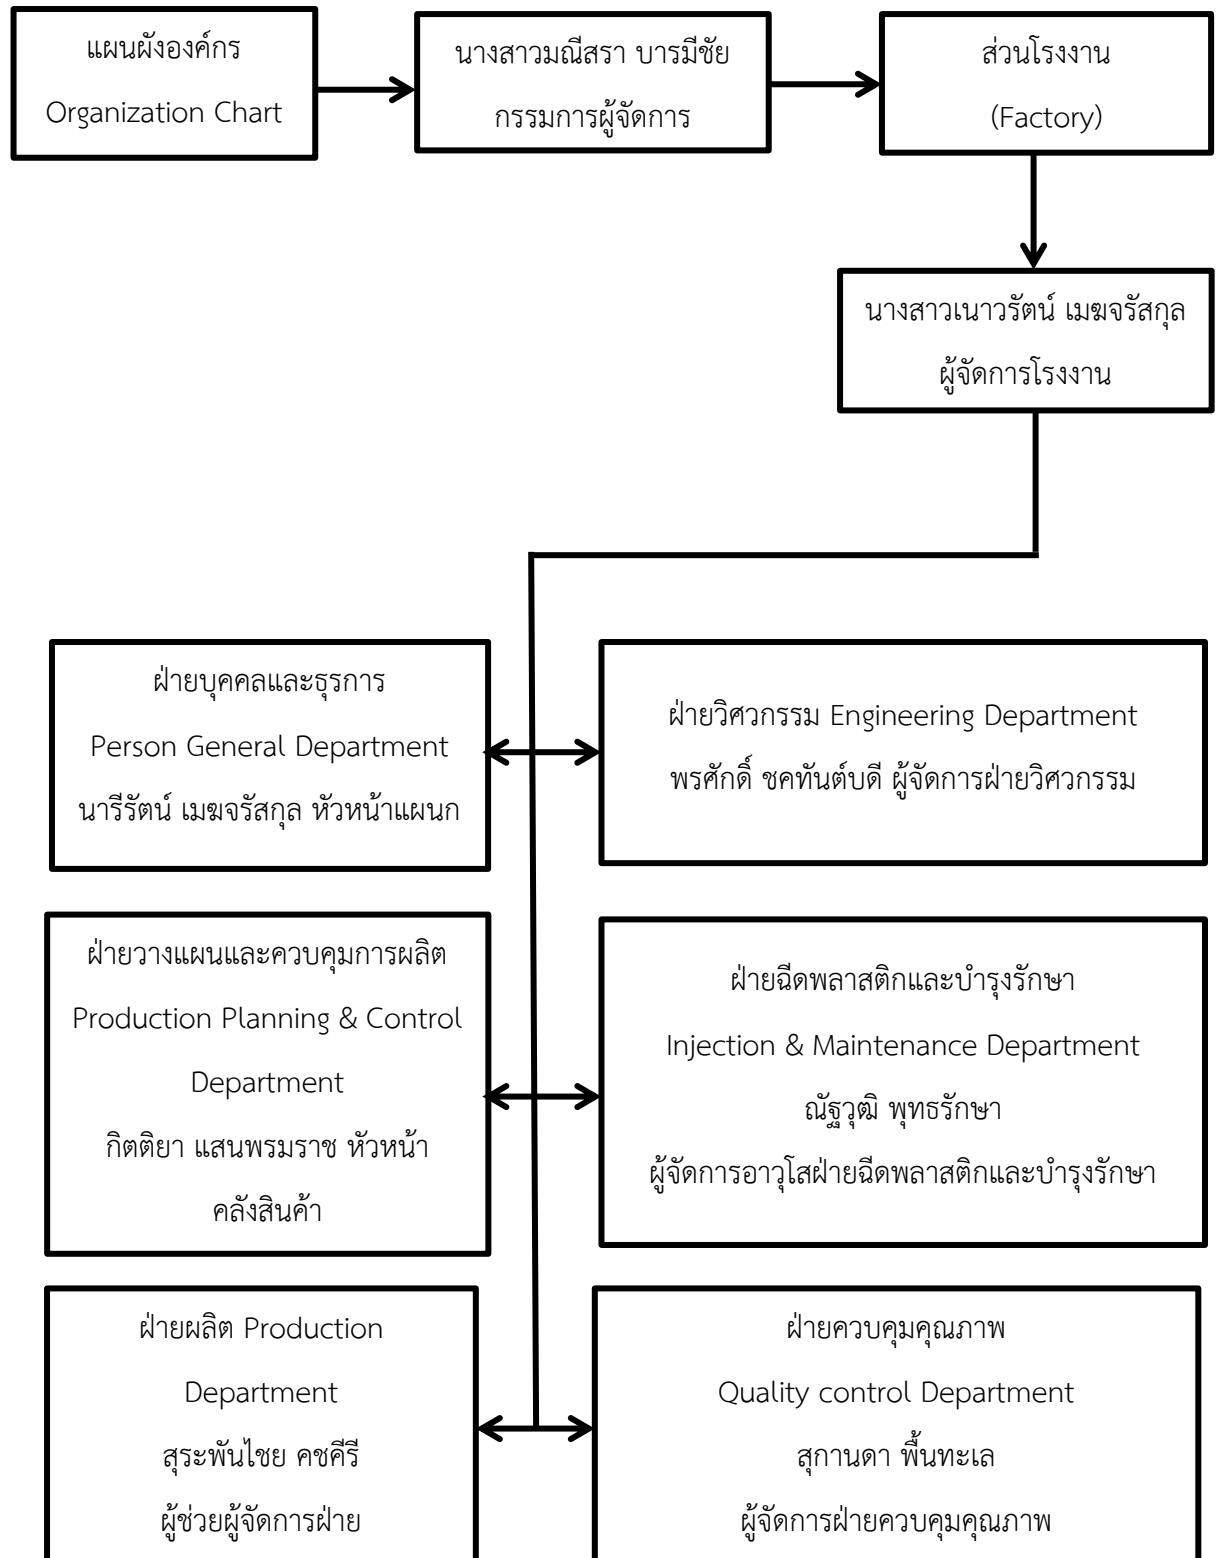 แผนผังองค์กร
Organization Chart
นางสาวมณีสรา บารมีชัย
กรรมการผู้จัดการ
ส่วนโรงงาน
(Factory)
นางสาวเนาวรัตน์ เมฆจรัสกุล
ผู้จัดการโรงงาน
ฝ่ายบุคคลและธุรการ
Person General Department
นารีรัตน์ เมฆจรัสกุล หัวหน้าแผนก
ฝ่ายวิศวกรรม Engineering Department
พรศักดิ์ ชคทันต์บดี ผู้จัดการฝ่ายวิศวกรรม
ฝ่ายวางแผนและควบคุมการผลิต
Production Planning & Control
Department
กิตติยา แสนพรมราช หัวหน้า
คลังสินค้า
ฝ่ายฉีดพลาสติกและบำรุงรักษา
Injection & Maintenance Department
ณัฐวุฒิ พุทธรักษา
ผู้จัดการอาวุโสฝ่ายฉีดพลาสติกและบำรุงรักษา
ฝ่ายผลิต Production
Department
สุระพันไชย คชคีรี
ผู้ช่วยผู้จัดการฝ่าย
ฝ่ายควบคุมคุณภาพ
Quality control Department
สุกานดา พื้นทะเล
ผู้จัดการฝ่ายควบคุมคุณภาพ